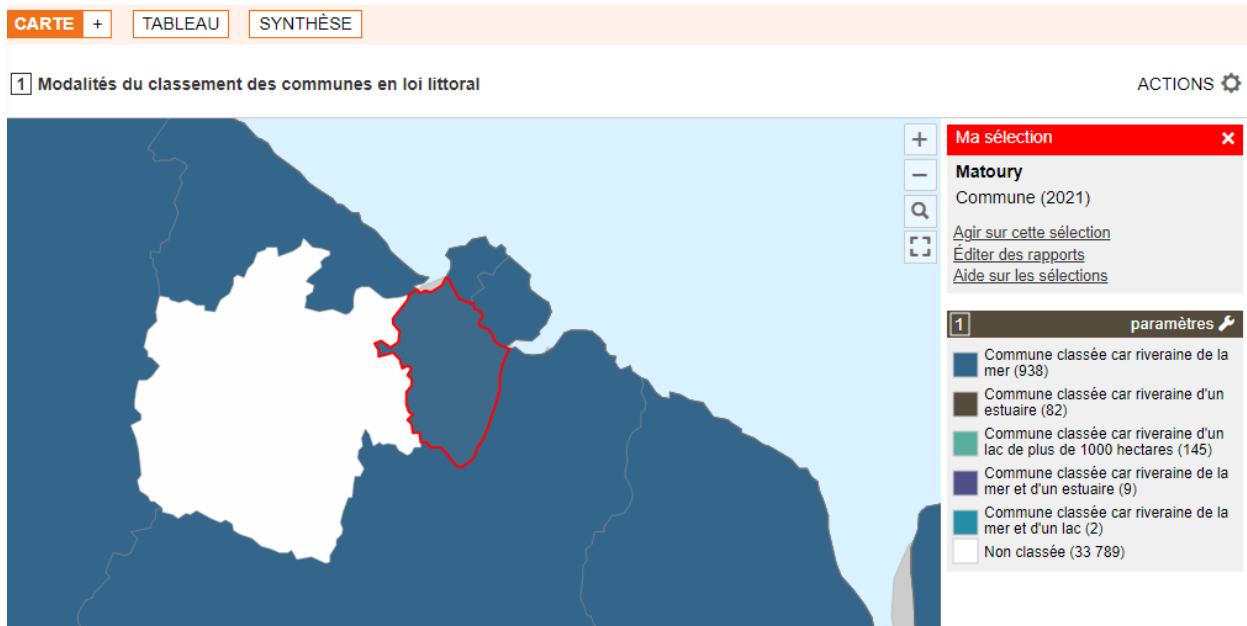 CARTE + TABLEAU SYNTHÈSE
1 Modalités du classement des communes en loi littoral
ACTIONS
+
−
Ma sélection ×
Matoury
Commune (2021)
Agir sur cette sélection
Éditer des rapports
Aide sur les sélections
1 paramètres
Commune classée car riveraine de la
mer (938)
Commune classée car riveraine d'un
estuaire (82)
Commune classée car riveraine d'un
lac de plus de 1000 hectares (145)
Commune classée car riveraine de la
mer et d'un estuaire (9)
Commune classée car riveraine de la
mer et d'un lac (2)
Non classée (33 789)